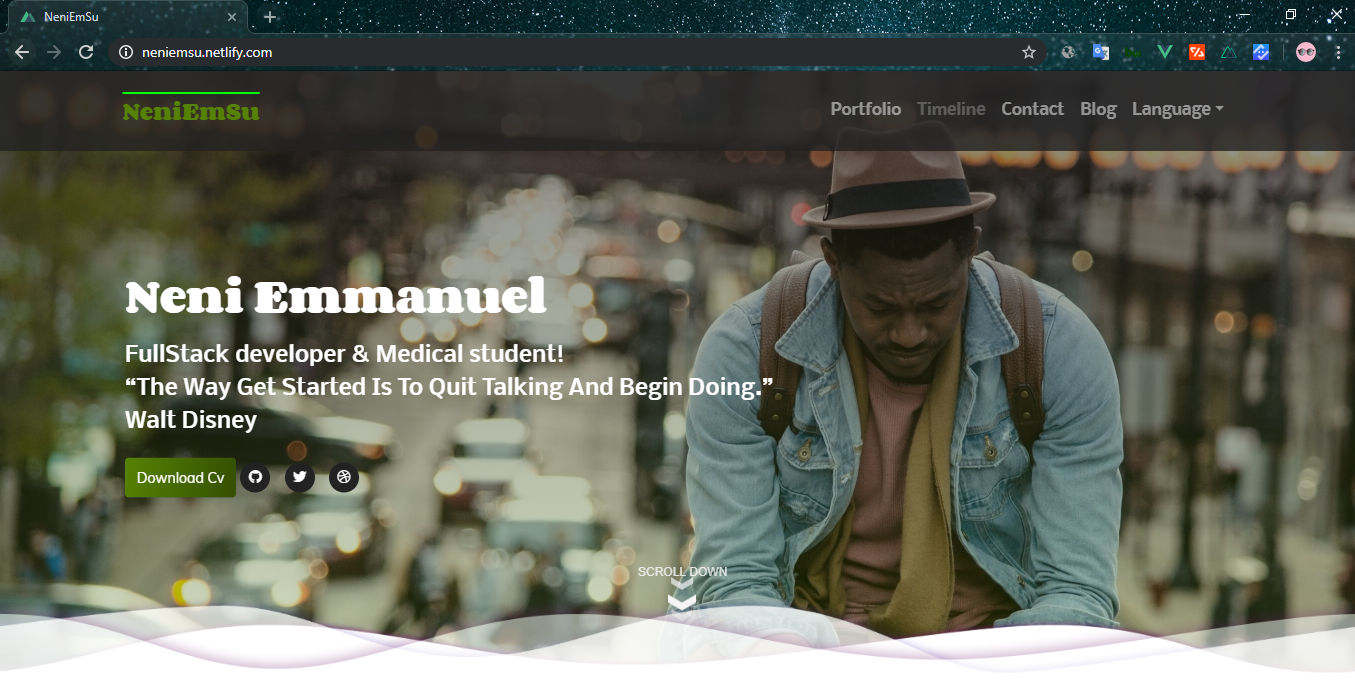 NeniEmSu
neniemsu.netlify.com
NeniEmSu
Portfolio Timeline Contact Blog Language
Neni Emmanuel
FullStack developer & Medical student!
“The Way Get Started Is To Quit Talking And Begin Doing.”
Walt Disney
Download Cv
SCROLL DOWN